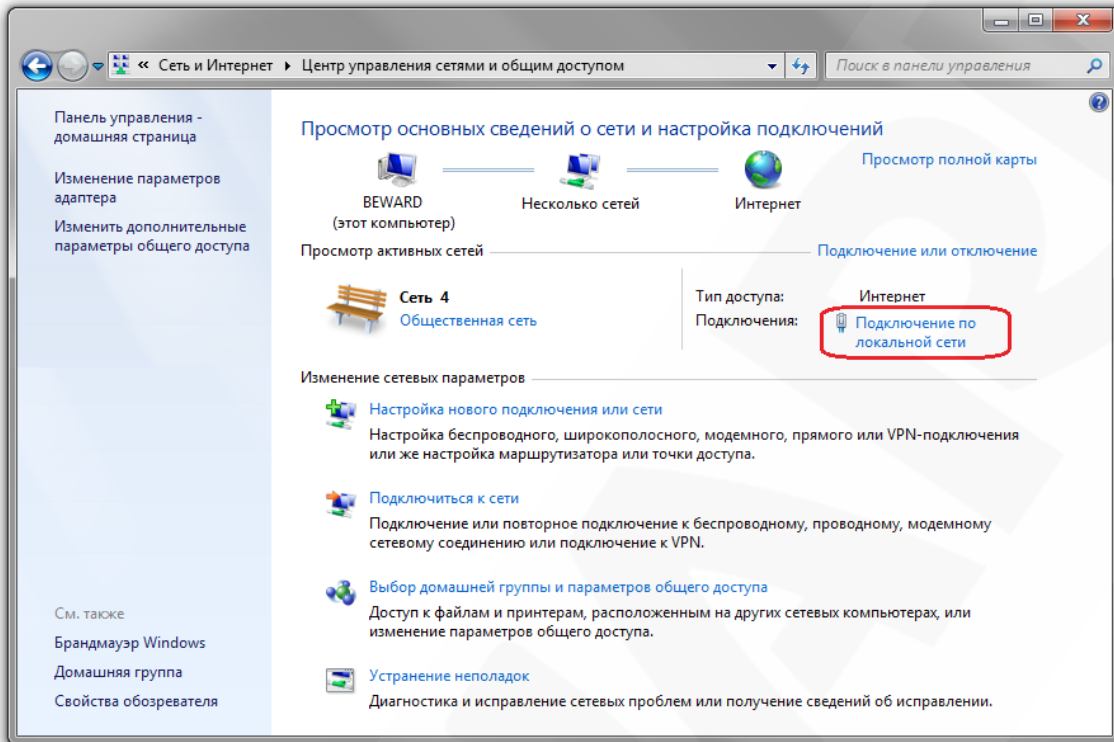 « Сеть и Интернет ▸ Центр управления сетями и общим доступом
Поиск в панели управления
Панель управления -
домашняя страница
Изменение параметров
адаптера
Изменить дополнительные
параметры общего доступа
См. также
Брандмауэр Windows
Домашняя группа
Свойства обозревателя
Просмотр основных сведений о сети и настройка подключений
Просмотр полной карты
BEWARD
(этот компьютер)
Несколько сетей
Интернет
Просмотр активных сетей
Подключение или отключение
Сеть 4
Общественная сеть
Тип доступа: Интернет
Подключения: Подключение по
локальной сети
Изменение сетевых параметров
Настройка нового подключения или сети
Настройка беспроводного, широкополосного, модемного, прямого или VPN-подключения
или же настройка маршрутизатора или точки доступа.
Подключиться к сети
Подключение или повторное подключение к беспроводному, проводному, модемному
сетевому соединению или подключение к VPN.
Выбор домашней группы и параметров общего доступа
Доступ к файлам и принтерам, расположенным на других сетевых компьютерах, или
изменение параметров общего доступа.
Устранение неполадок
Диагностика и исправление сетевых проблем или получение сведений об исправлении.